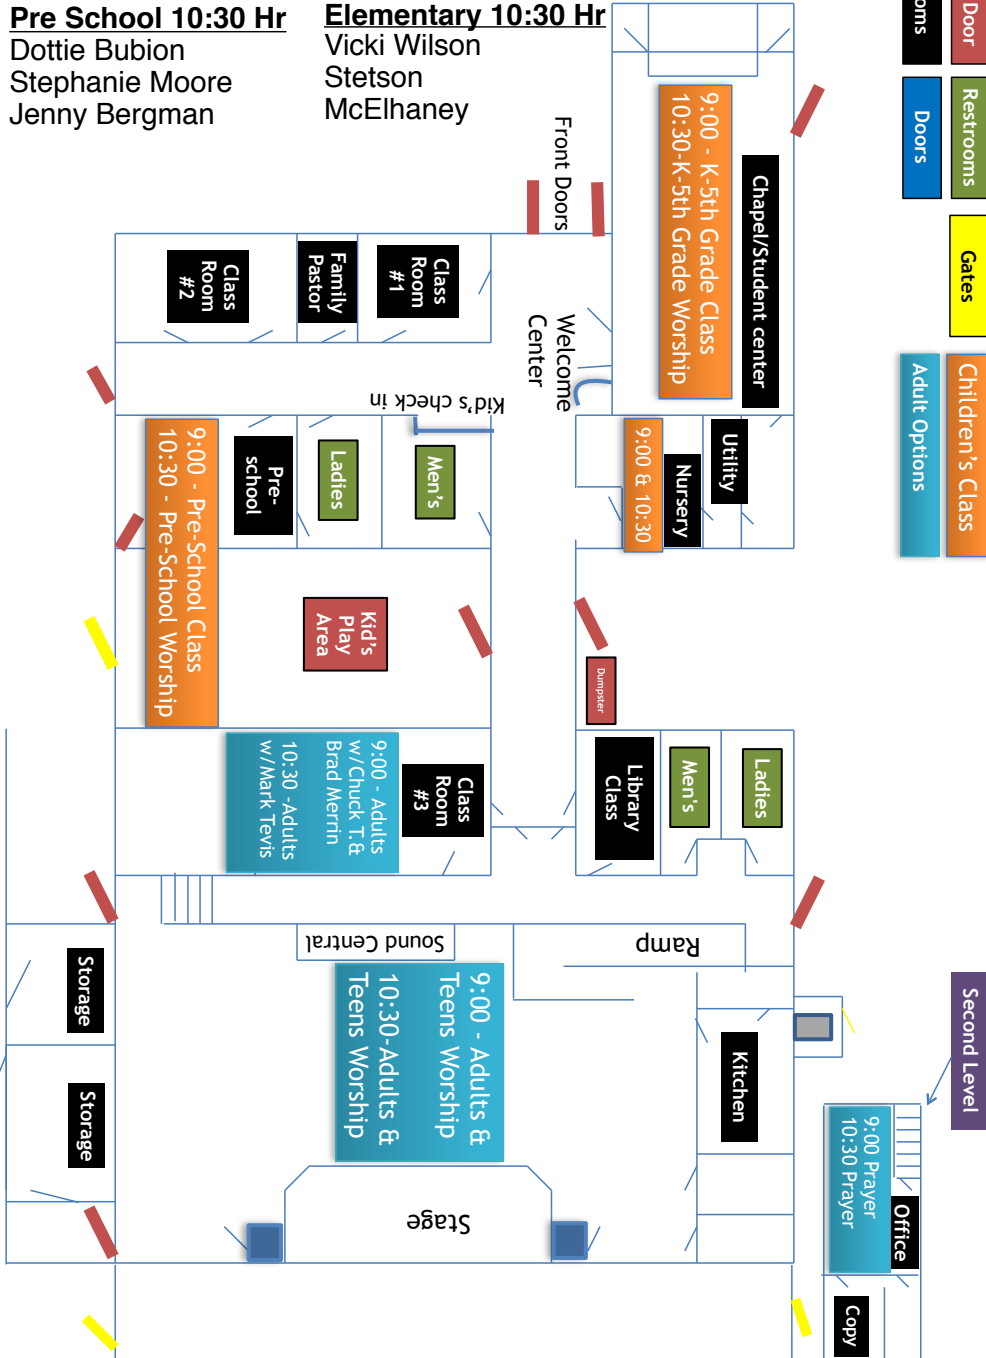 Pre School 10:30 Hr
Dottie Bubion
Stephanie Moore
Jenny Bergman
Elementary 10:30 Hr
Vicki Wilson
Stetson
McElhaney
Door
Restrooms
Doors
Gates
Children's Class
Adult Options
Front Doors
9:00 - K-5th Grade Class
10:30-K-5th Grade Worship
Chapel/Student center
Class
Room
#2
Family
Pastor
Class
Room
#1
Welcome
Center
Kid's check in
9:00 - Pre-School Class
10:30 - Pre-School Worship
Pre-
school
Ladies
Men's
9:00 & 10:30
Nursery
Utility
Kid's
Play
Area
Dumpster
9:00 - Adults
w/Chuck T.&
Brad Merrin
10:30 -Adults
w/Mark Tevis
Class
Room
#3
Library
Class
Men's
Ladies
Sound Central
Ramp
Storage
Storage
9:00 - Adults &
Teens Worship
10:30-Adults &
Teens Worship
Kitchen
Stage
Second Level
9:00 Prayer
10:30 Prayer
Office
Copy